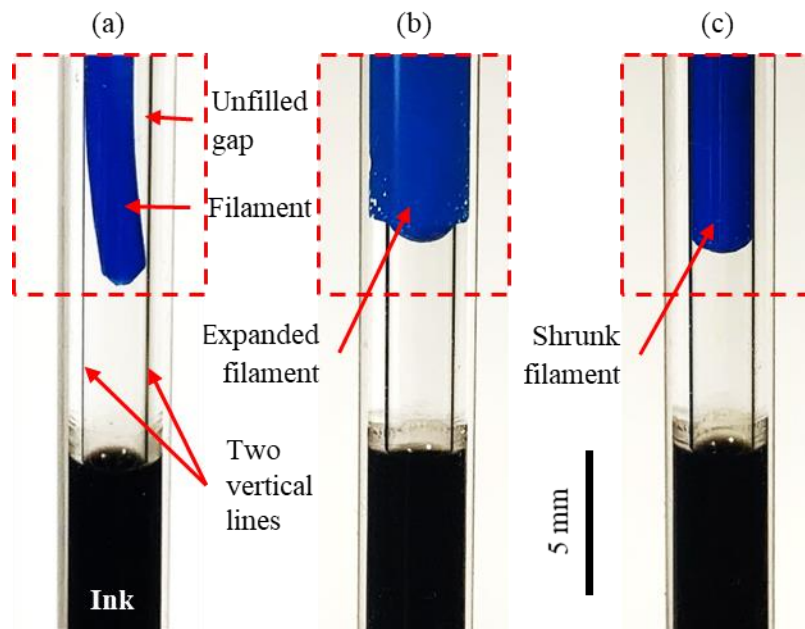 (a)
(b)
(c)
Unfilled
gap
Filament
Expanded
filament
Shrunk
filament
Two
vertical
lines
5 mm
Ink